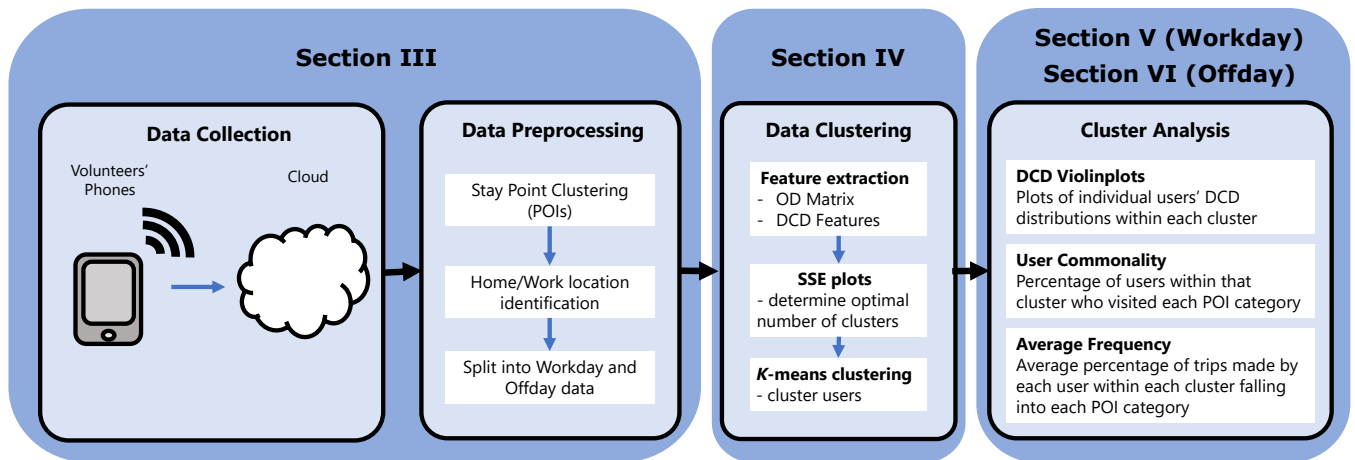 Section III
Data Collection
Volunteers'
Phones
Cloud
Data Preprocessing
Stay Point Clustering
(POIs)
Home/Work location
identification
Split into Workday and
Offday data
Section IV
Data Clustering
Feature extraction
- OD Matrix
- DCD Features
SSE plots
- determine optimal
number of clusters
K-means clustering
- cluster users
Section V (Workday)
Section VI (Offday)
Cluster Analysis
DCD Violinplots
Plots of individual users' DCD
distributions within each cluster
User Commonality
Percentage of users within that
cluster who visited each POI category
Average Frequency
Average percentage of trips made by
each user within each cluster falling
into each POI category